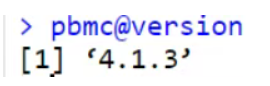 > pbmc@version
[1] ‘4.1.3’